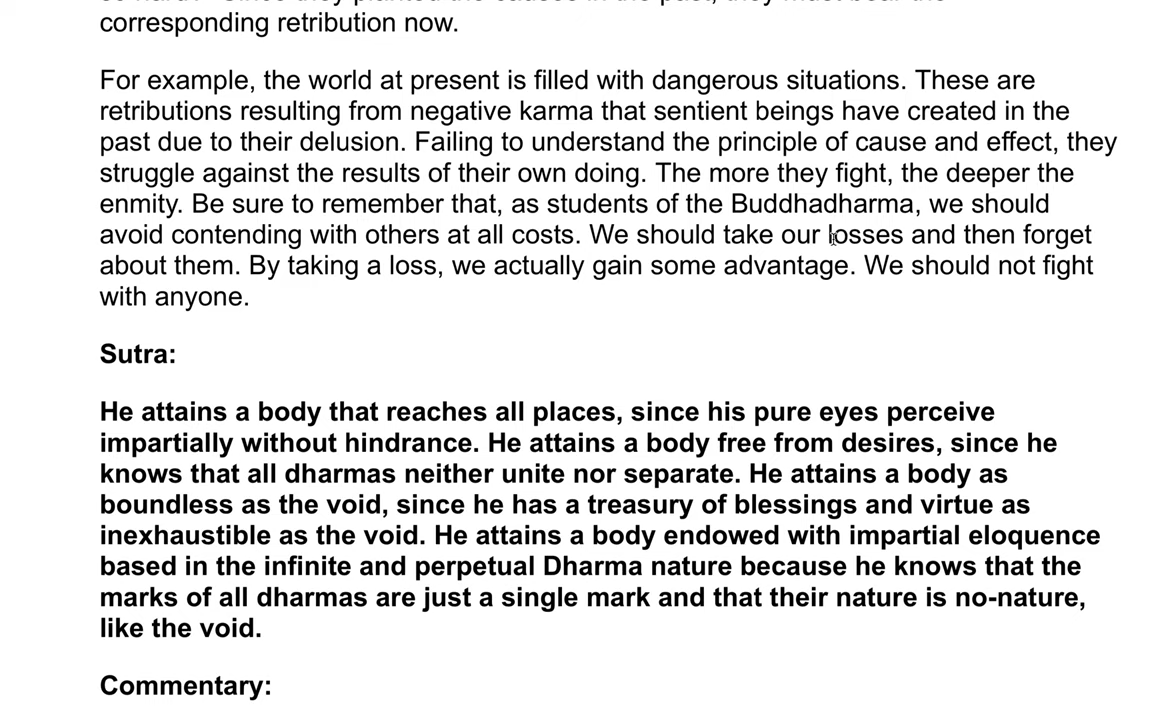 corresponding retribution now.
For example, the world at present is filled with dangerous situations. These are
retributions resulting from negative karma that sentient beings have created in the
past due to their delusion. Failing to understand the principle of cause and effect, they
struggle against the results of their own doing. The more they fight, the deeper the
enmity. Be sure to remember that, as students of the Buddhadharma, we should
avoid contending with others at all costs. We should take our losses and then forget
about them. By taking a loss, we actually gain some advantage. We should not fight
with anyone.
Sutra:
He attains a body that reaches all places, since his pure eyes perceive
impartially without hindrance. He attains a body free from desires, since he
knows that all dharmas neither unite nor separate. He attains a body as
boundless as the void, since he has a treasury of blessings and virtue as
inexhaustible as the void. He attains a body endowed with impartial eloquence
based in the infinite and perpetual Dharma nature because he knows that the
marks of all dharmas are just a single mark and that their nature is no-nature,
like the void.
Commentary: